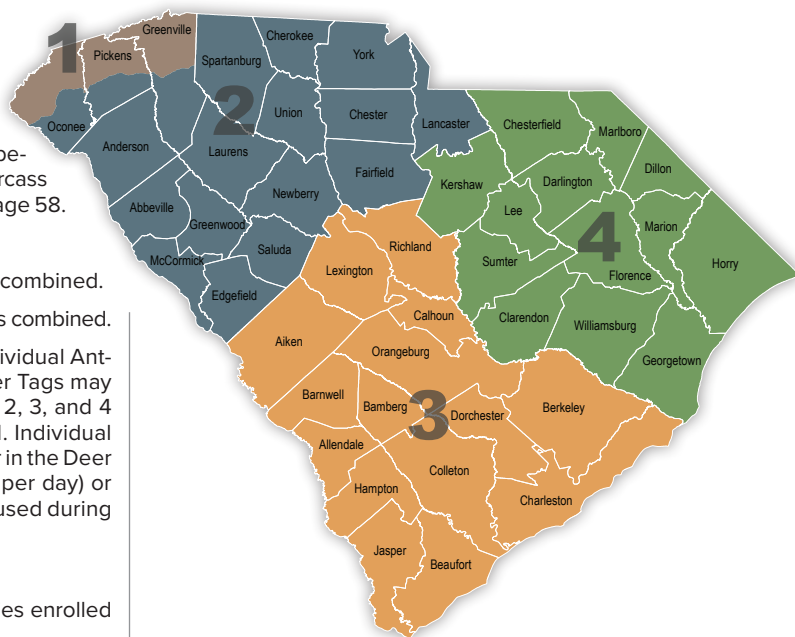 be-
rcass
age 58.
combined.
s combined.
ividual Ant-
er Tags may
2, 3, and 4
. Individual
r in the Deer
per day) or
used during
es enrolled
1
Greenville
Pickens
Cherokee
York
Spartanburg
2
Union
Chester
Lancaster
Oconee
Anderson
Laurens
Chesterfield
Marlboro
Dillon
Fairfield
Kershaw
Darlington
Newberry
Abbeville
Greenwood
Lee
Marion
4
Saluda
McCormick
Richland
Sumter
Florence
Horry
Lexington
Edgefield
Calhoun
Clarendon
Williamsburg
Aiken
Orangeburg
Georgetown
Barnwell
Bamberg
3
Dorchester
Berkeley
Allendale
Colleton
Hampton
Charleston
Jasper
Beaufort